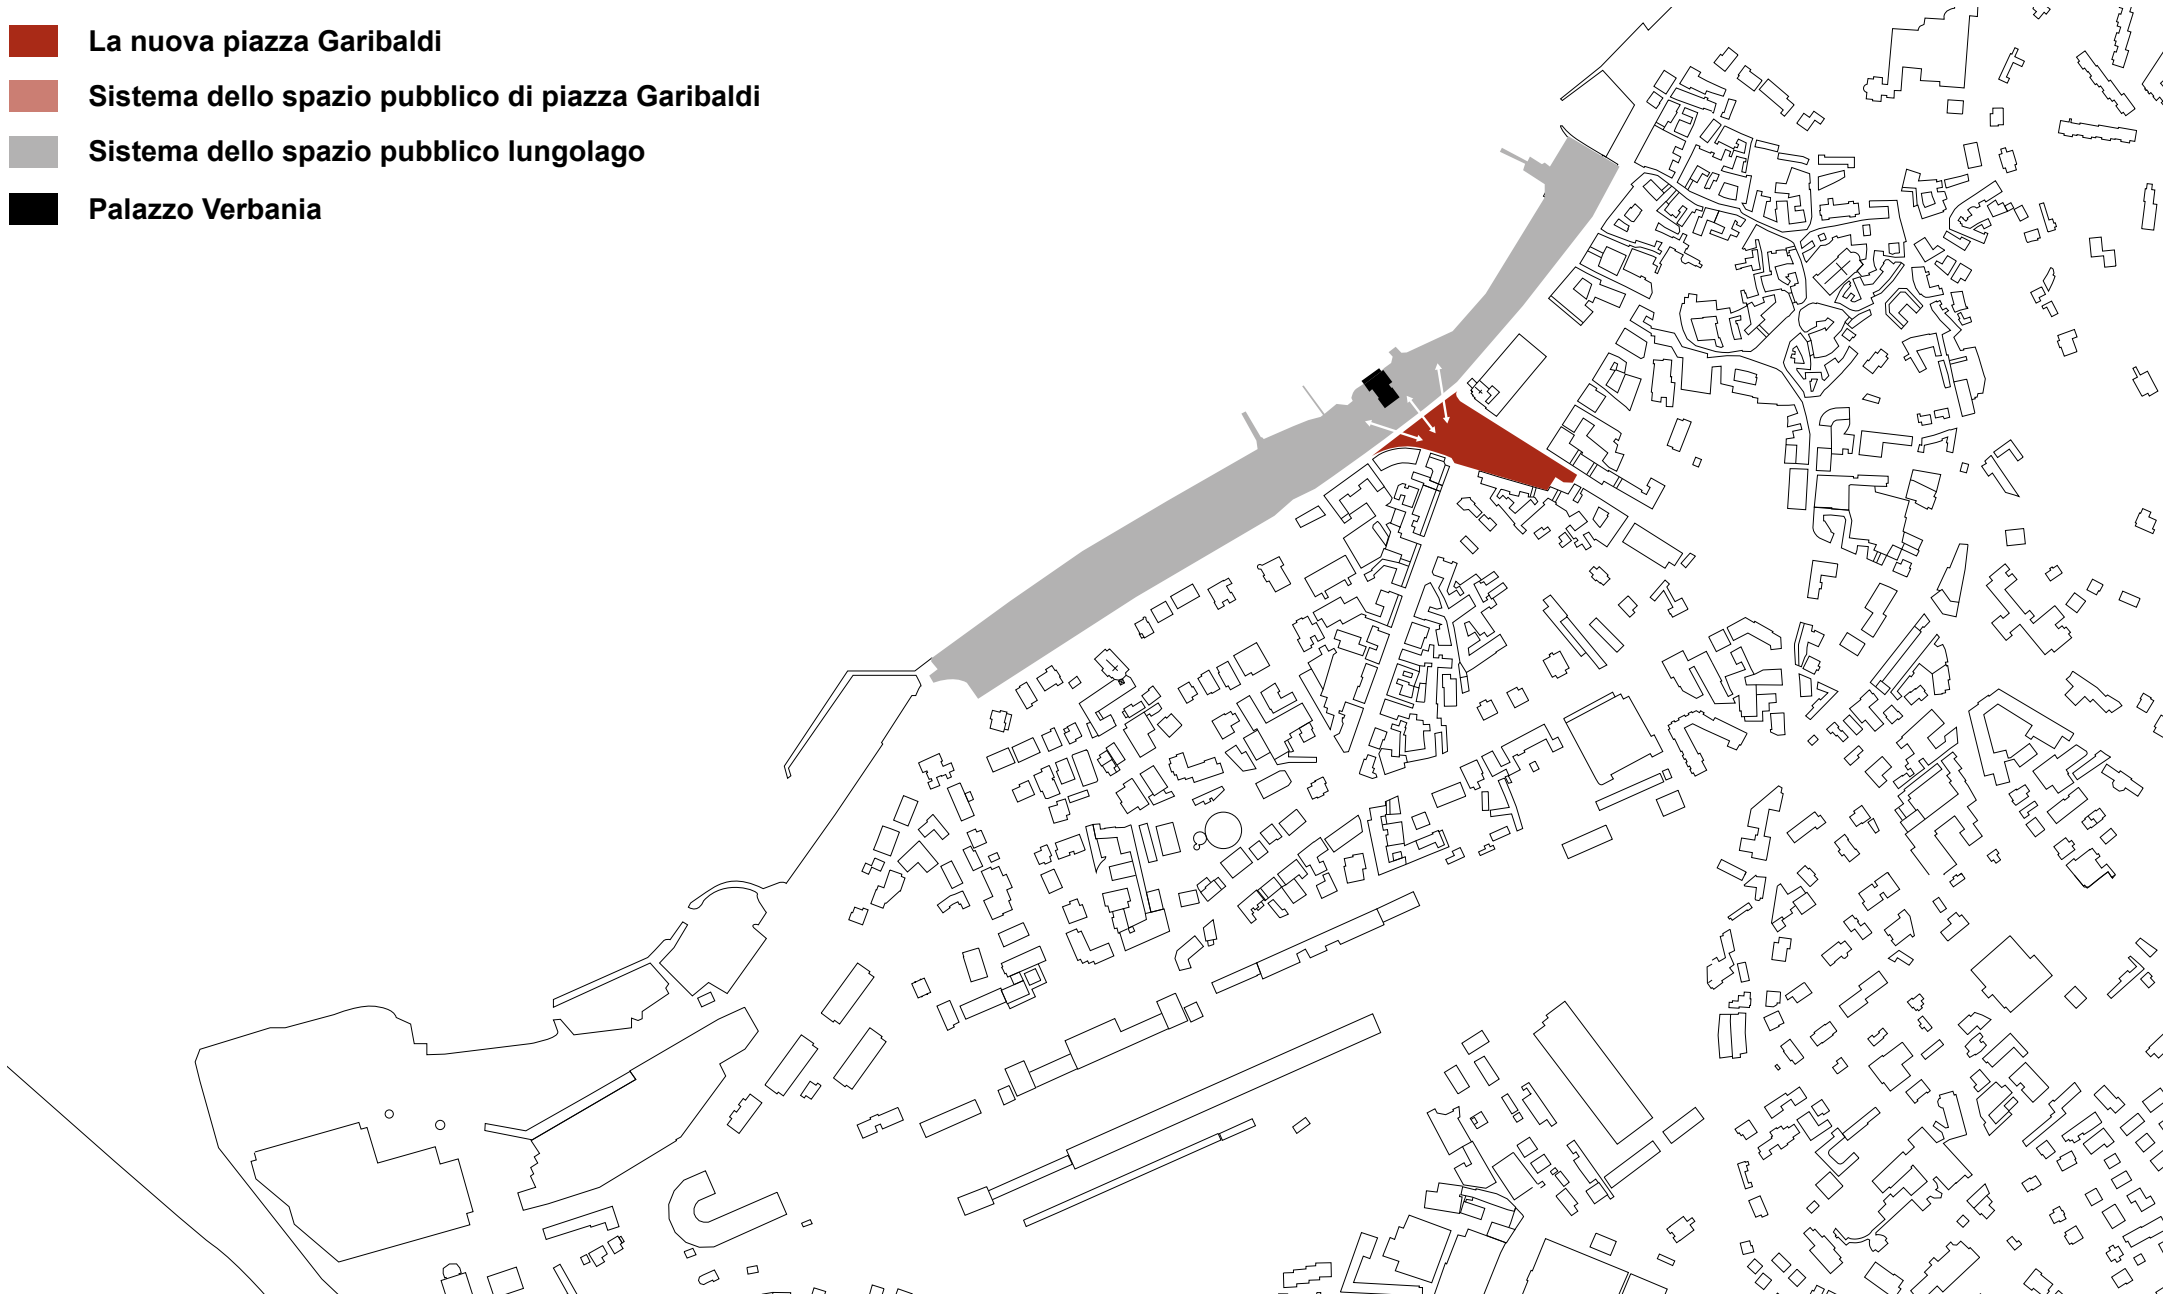 La nuova piazza Garibaldi
Sistema dello spazio pubblico di piazza Garibaldi
Sistema dello spazio pubblico lungolago
Palazzo Verbania